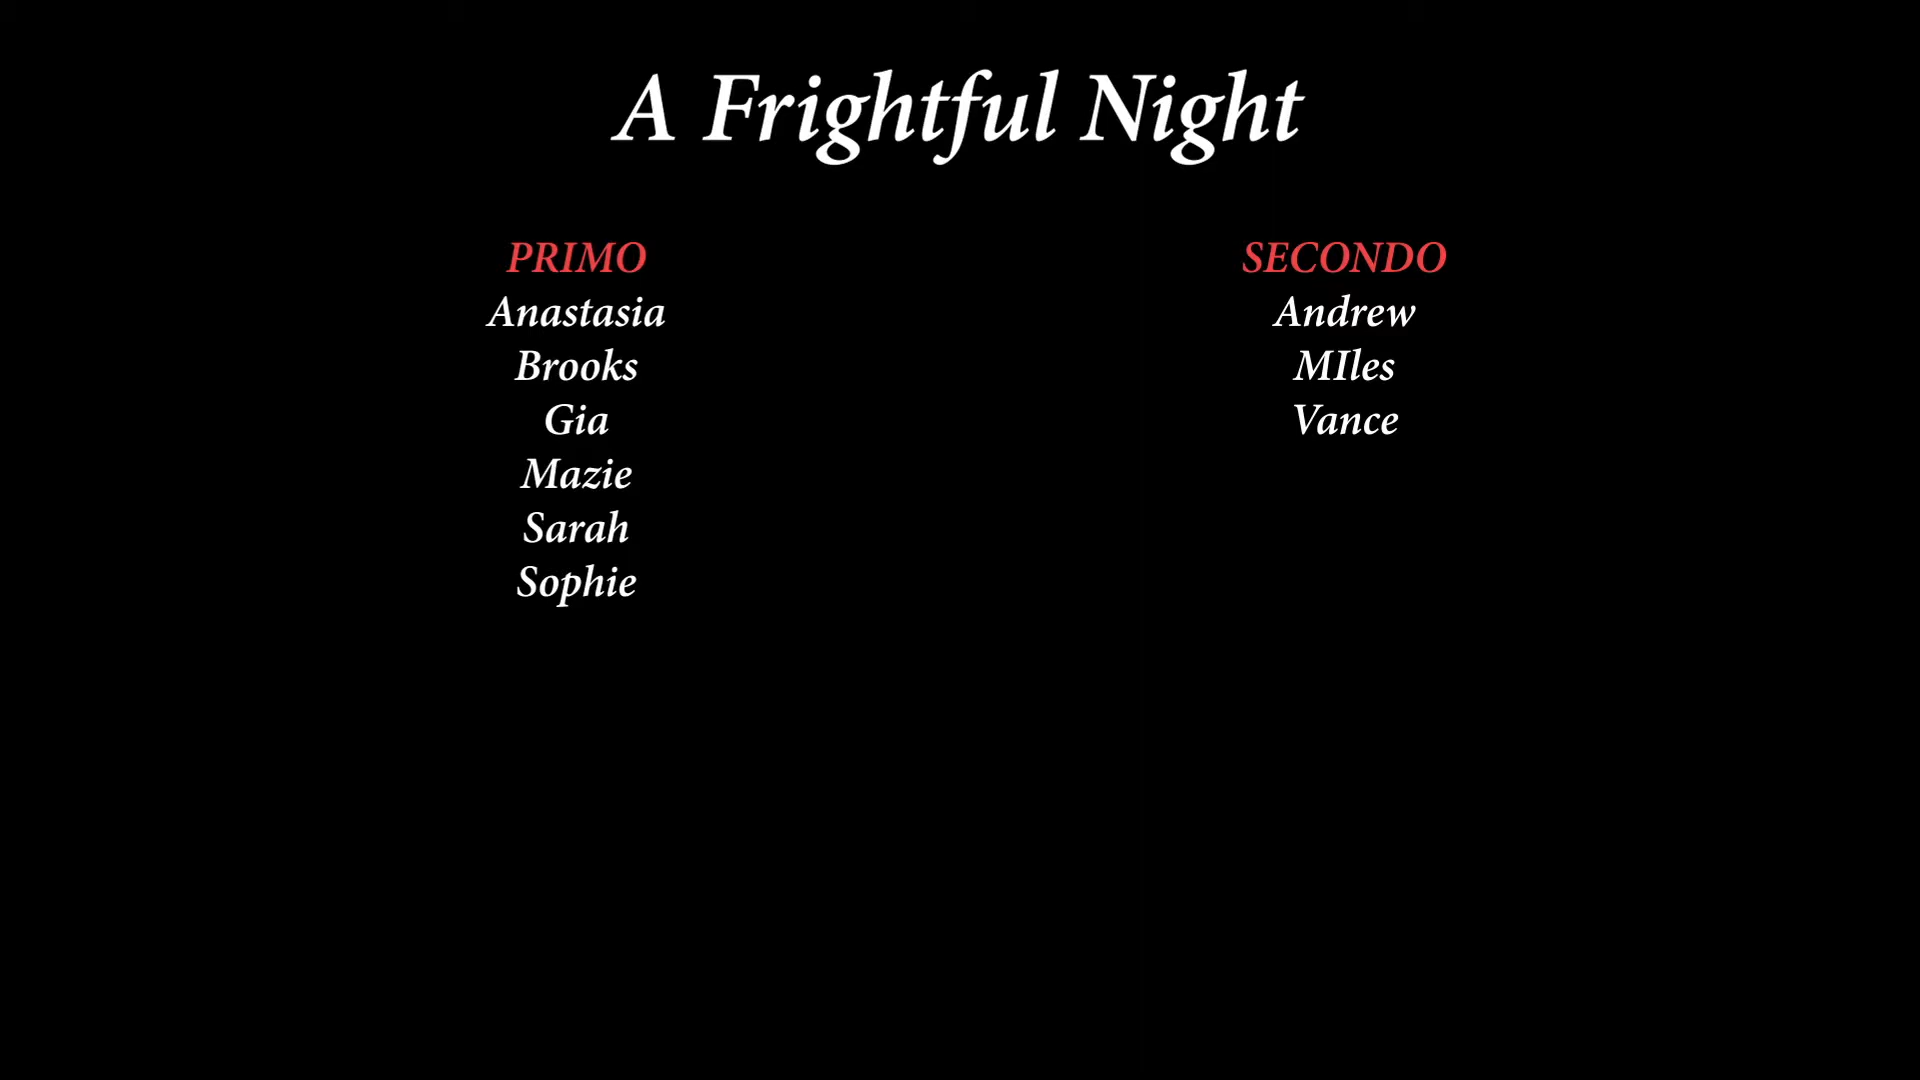 A Frightful Night
PRIMO
Anastasia
Brooks
Gia
Mazie
Sarah
Sophie
SECONDO
Andrew
MIles
Vance